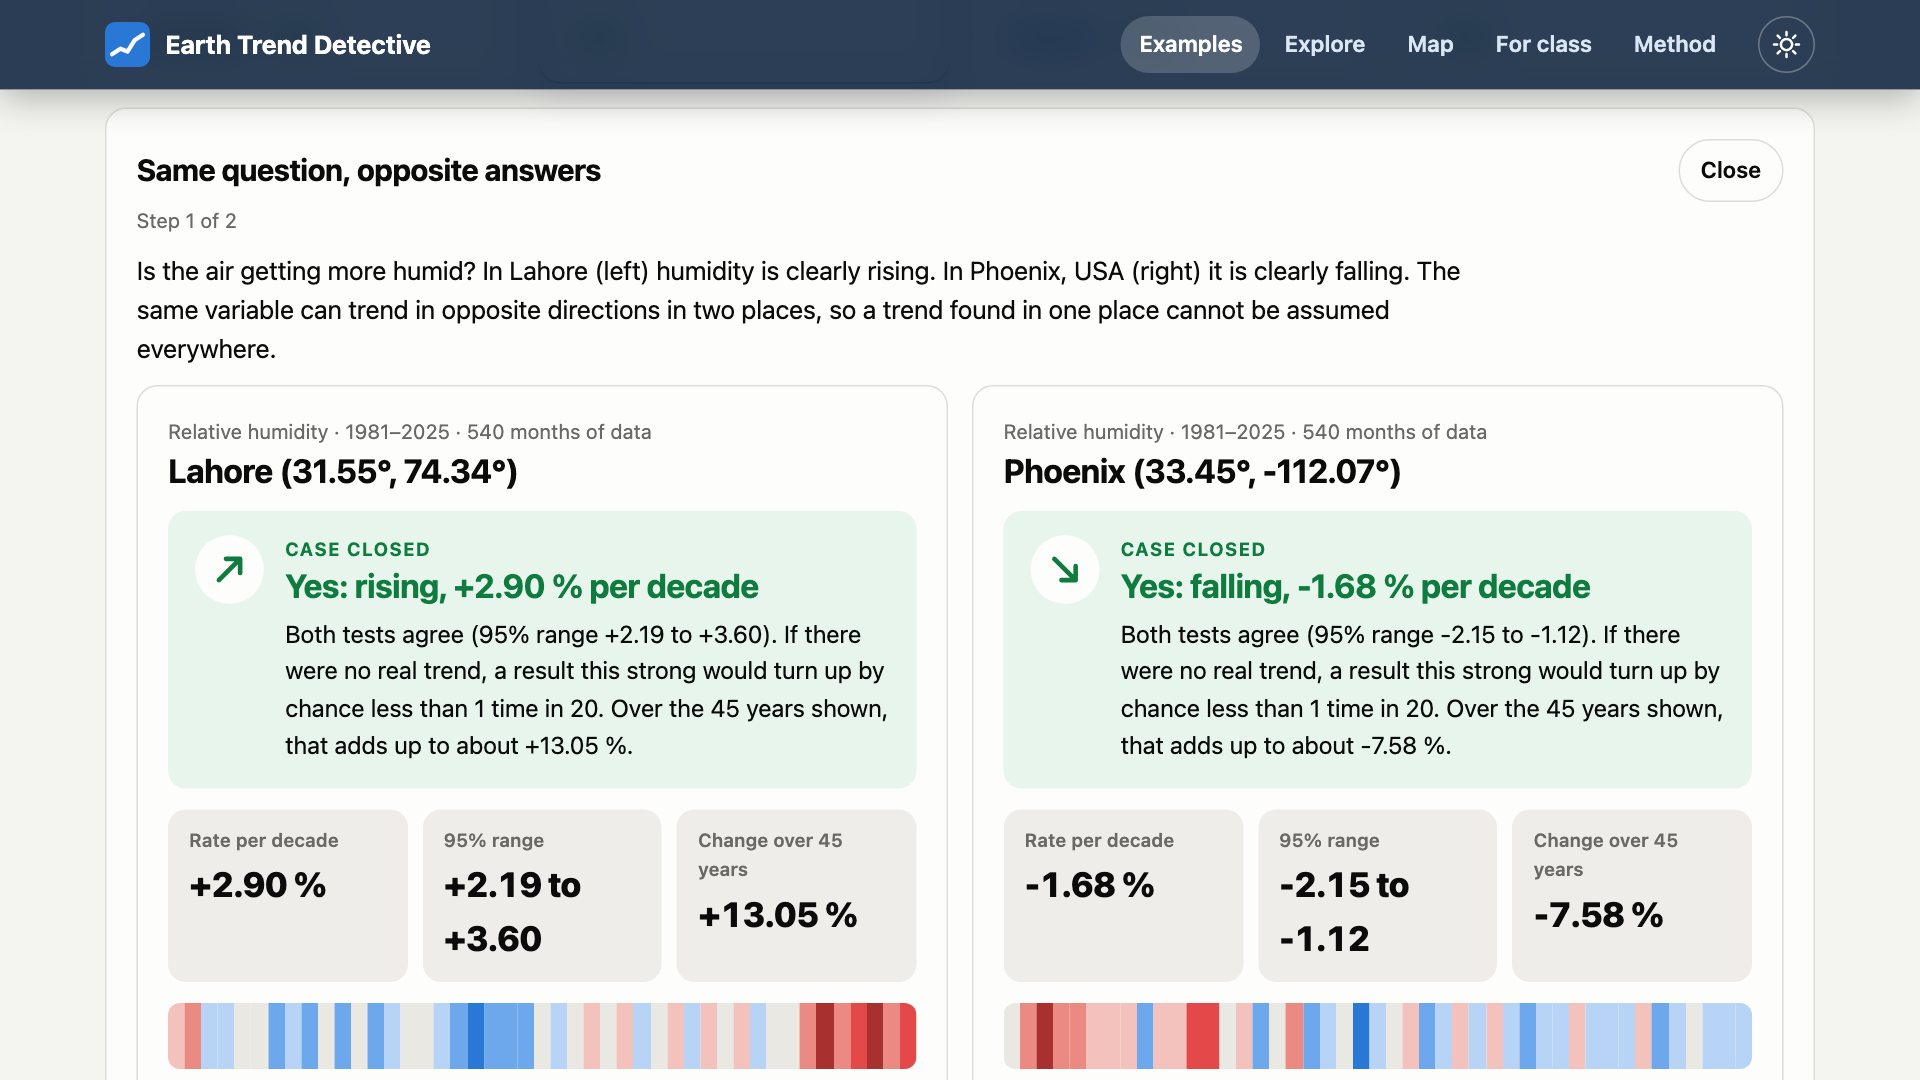 Earth Trend Detective
Examples
Explore
Map
For class
Method
Same question, opposite answers
Close
Step 1 of 2
Is the air getting more humid? In Lahore (left) humidity is clearly rising. In Phoenix, USA (right) it is clearly falling. The
same variable can trend in opposite directions in two places, so a trend found in one place cannot be assumed
everywhere.
Relative humidity · 1981–2025 · 540 months of data
Lahore (31.55°, 74.34°)
CASE CLOSED
Yes: rising, +2.90 % per decade
Both tests agree (95% range +2.19 to +3.60). If there
were no real trend, a result this strong would turn up by
chance less than 1 time in 20. Over the 45 years shown,
that adds up to about +13.05 %.
Rate per decade
+2.90 %
95% range
+2.19 to
+3.60
Change over 45
years
+13.05 %
Relative humidity · 1981–2025 · 540 months of data
Phoenix (33.45°, -112.07°)
CASE CLOSED
Yes: falling, -1.68 % per decade
Both tests agree (95% range -2.15 to -1.12). If there
were no real trend, a result this strong would turn up by
chance less than 1 time in 20. Over the 45 years shown,
that adds up to about -7.58 %.
Rate per decade
-1.68 %
95% range
-2.15 to
-1.12
Change over 45
years
-7.58 %